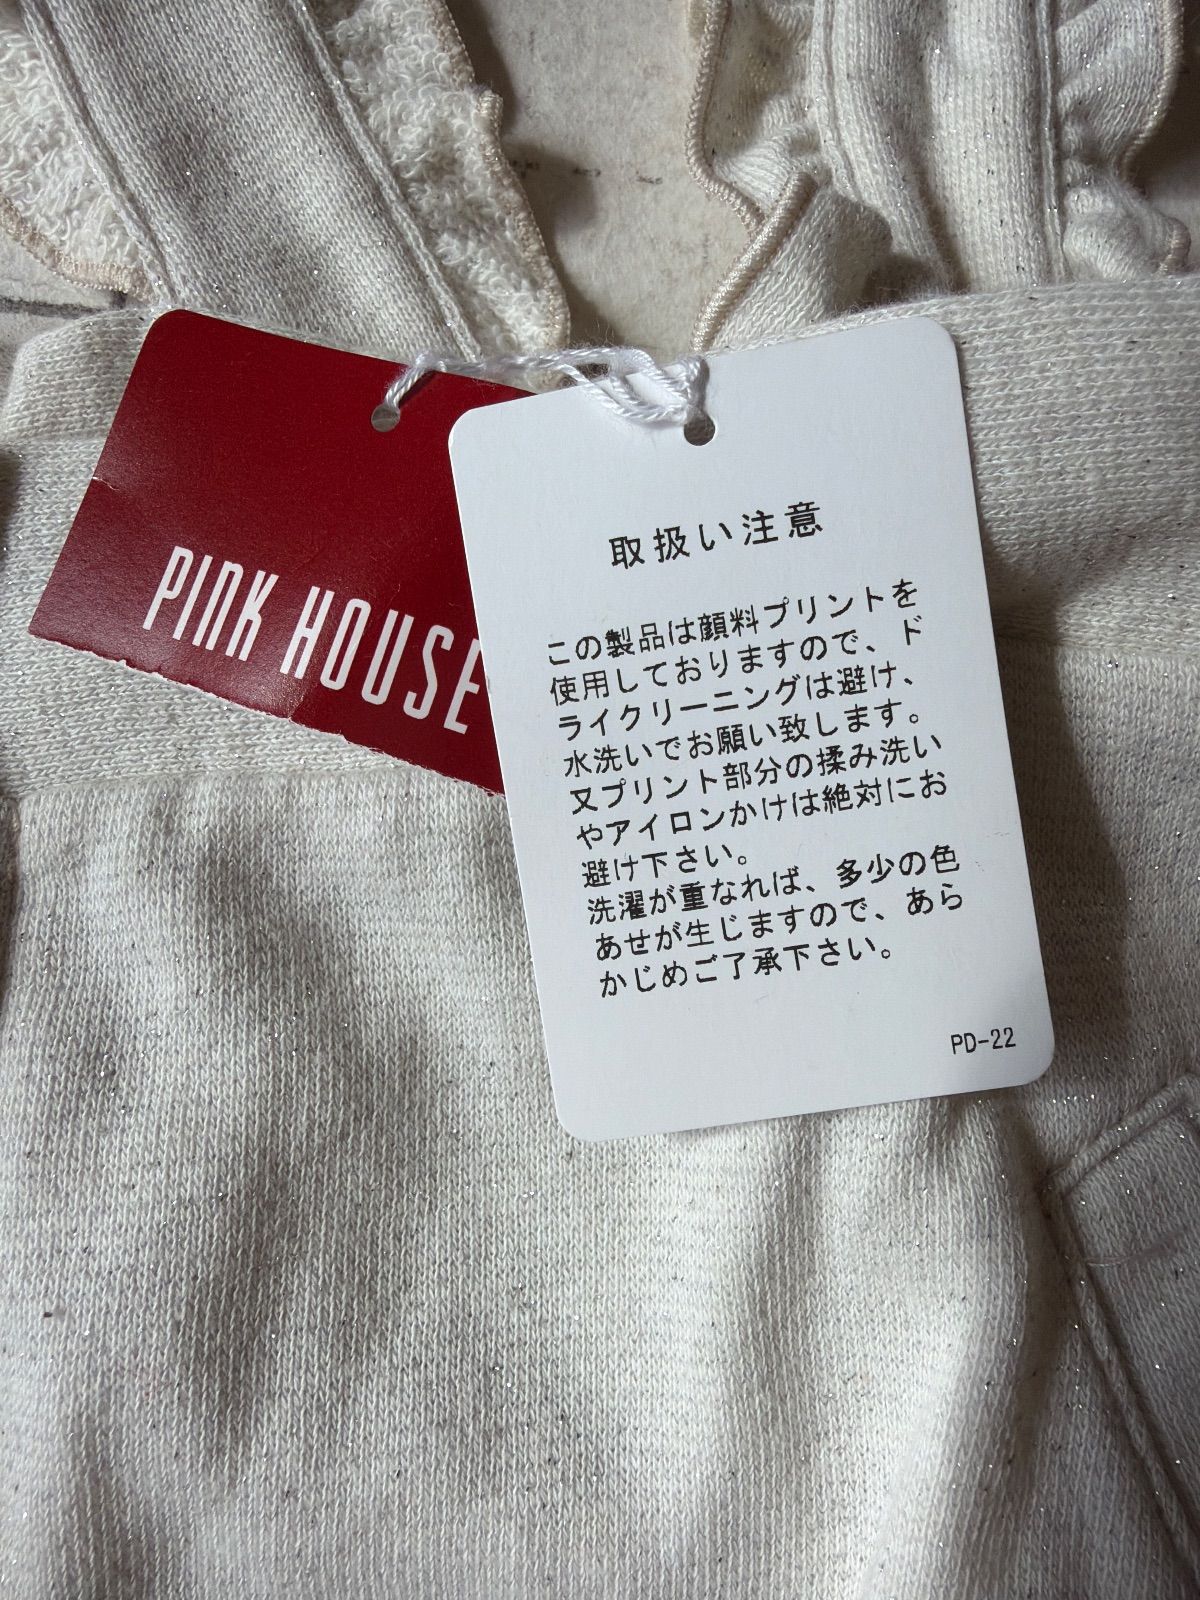 PINK HOUSE
取扱い注意
この製品は顔料プリントを
使用しておりますので、ド
ライクリーニングは避け、
水洗いでお願い致します。
又プリント部分の揉み洗い
やアイロンかけは絶対にお
避け下さい。
洗濯が重なれば、多少の色
あせが生じますので、あら
かじめご了承下さい。
PD-22